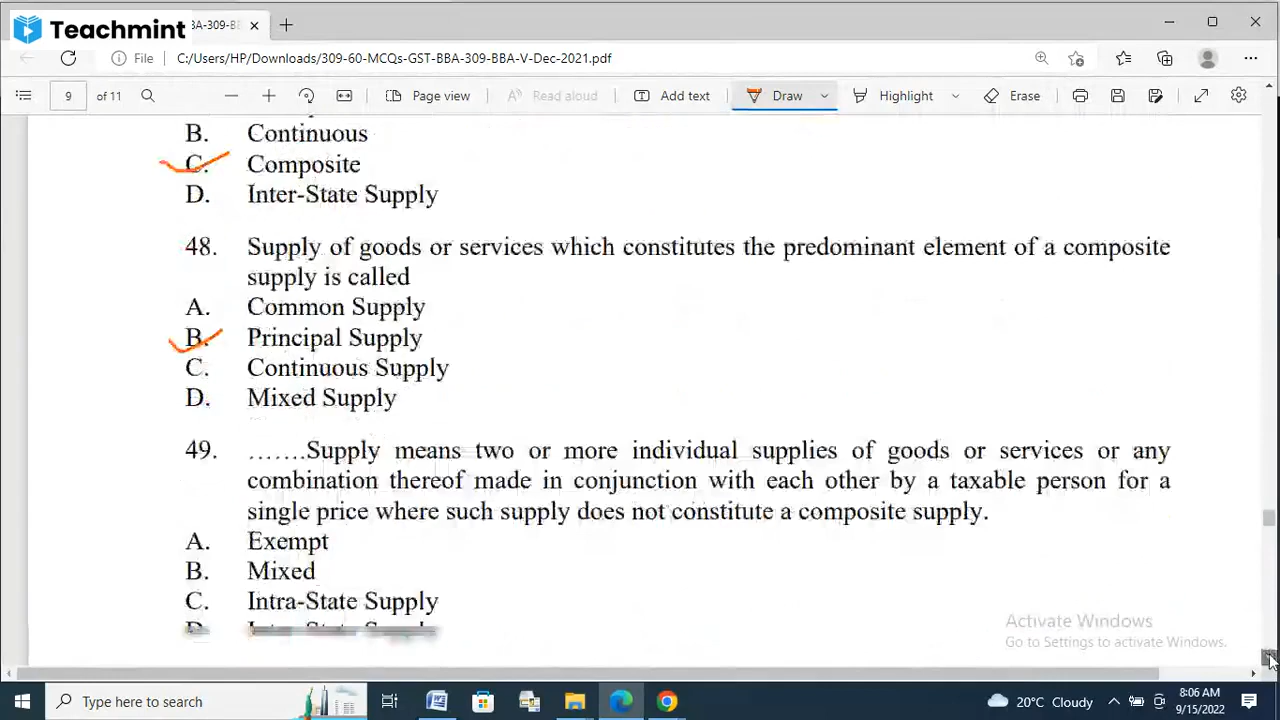 Teachmint
BA-309-BB
File C:/Users/HP/Downloads/309-60-MCQs-GST-BBA-309-BBA-V-Dec-2021.pdf
9 of 11 Page view Read aloud Add text Draw Highlight Erase
B. Continuous
C. Composite
D. Inter-State Supply
48. Supply of goods or services which constitutes the predominant element of a composite
supply is called
A. Common Supply
B. Principal Supply
C. Continuous Supply
D. Mixed Supply
49. …….Supply means two or more individual supplies of goods or services or any
combination thereof made in conjunction with each other by a taxable person for a
single price where such supply does not constitute a composite supply.
A. Exempt
B. Mixed
C. Intra-State Supply
Activate Windows
Go to Settings to activate Windows.
Type here to search
20°C Cloudy
8:06 AM
9/15/2022